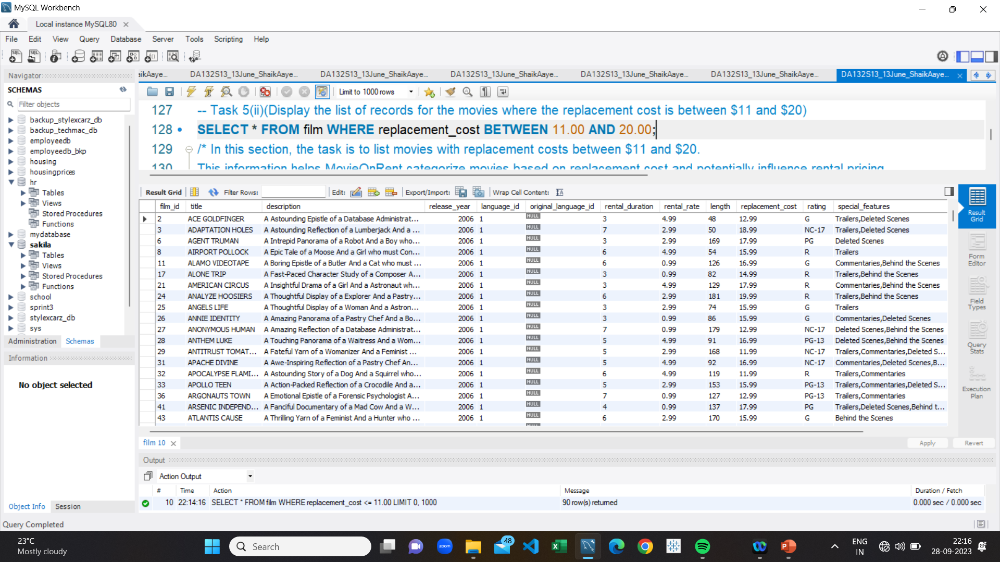 MySQL Workbench
Local instance MySQL80
File Edit View Query Database Server Tools Scripting Help
Navigator
aikAaye... DA132S13_13June_ShaikAaye... DA132S13_13June_ShaikAaye... DA132S13_13June_ShaikAaye... DA132S13_13June_ShaikAaye... DA132S13_13June_ShaikAaye... DA132S13_13June_ShaikAaye...
SCHEMAS
Filter objects
backup_stylexcarz_db
backup_techmac_db
employeedb
employeedb_bkp
housing
housingprices
hr
Tables
Views
Stored Procedures
Functions
mydatabase
sakila
Tables
Views
Stored Procedures
Functions
school
sprint3
stylexcarz_db
sys
Administration Schemas
Information
No object selected
Object Info Session
Query Completed
Limit to 1000 rows
127 -- Task 5(ii)(Display the list of records for the movies where the replacement cost is between $11 and $20)
128 SELECT * FROM film WHERE replacement_cost BETWEEN 11.00 AND 20.00;
129 /* In this section, the task is to list movies with replacement costs between $11 and $20.
130 This information helps MovieOnRent categorize movies based on replacement cost and potentially influence rental pricing
Result Grid Filter Rows: Edit: Export/Import: Wrap Cell Content:
film_id title description release_year language_id original_language_id rental_duration rental_rate length replacement_cost rating special_features
2 ACE GOLDFINGER A Astounding Epistle of a Database Administrat... 2006 1 NULL 3 4.99 48 12.99 G Trailers,Deleted Scenes
3 ADAPTATION HOLES A Astounding Reflection of a Lumberjack And a ... 2006 1 NULL 7 2.99 50 18.99 NC-17 Trailers,Deleted Scenes
6 AGENT TRUMAN A Intrepid Panorama of a Robot And a Boy who... 2006 1 NULL 3 2.99 169 17.99 PG Deleted Scenes
8 AIRPORT POLLOCK A Epic Tale of a Moose And a Girl who must Con... 2006 1 NULL 6 4.99 54 15.99 R Trailers
11 ALAMO VIDEOTAPE A Boring Epistle of a Butler And a Cat who must ... 2006 1 NULL 6 0.99 126 16.99 G Commentaries,Behind the Scenes
17 ALONE TRIP A Fast-Paced Character Study of a Composer A... 2006 1 NULL 3 0.99 82 14.99 R Trailers,Behind the Scenes
21 AMERICAN CIRCUS A Insightful Drama of a Girl And a Astronaut wh... 2006 1 NULL 3 4.99 129 17.99 R Commentaries,Behind the Scenes
24 ANALYZE HOOSIERS A Thoughtful Display of a Explorer And a Pastry... 2006 1 NULL 6 2.99 181 19.99 R Trailers,Behind the Scenes
25 ANGELS LIFE A Thoughtful Display of a Woman And a Astron... 2006 1 NULL 3 2.99 74 15.99 G Trailers
26 ANNIE IDENTITY A Amazing Panorama of a Pastry Chef And a Bo... 2006 1 NULL 3 0.99 86 15.99 G Commentaries,Deleted Scenes
27 ANONYMOUS HUMAN A Amazing Reflection of a Database Administrat... 2006 1 NULL 7 0.99 179 12.99 NC-17 Deleted Scenes,Behind the Scenes
28 ANTHEM LUKE A Touching Panorama of a Waitress And a Wom... 2006 1 NULL 5 4.99 91 16.99 PG-13 Deleted Scenes,Behind the Scenes
29 ANTITRUST TOMAT... A Fateful Yarn of a Womanizer And a Feminist ... 2006 1 NULL 5 2.99 168 11.99 NC-17 Trailers,Commentaries,Deleted S...
31 APACHE DIVINE A Awe-Inspiring Reflection of a Pastry Chef An... 2006 1 NULL 5 4.99 92 16.99 NC-17 Commentaries,Deleted Scenes,B...
32 APOCALYPSE FLAMI... A Astounding Story of a Dog And a Squirrel who... 2006 1 NULL 6 4.99 119 11.99 R Trailers,Commentaries
33 APOLLO TEEN A Action-Packed Reflection of a Crocodile And a... 2006 1 NULL 5 2.99 153 15.99 PG-13 Trailers,Commentaries,Deleted S...
36 ARGONAUTS TOWN A Emotional Epistle of a Forensic Psychologist A... 2006 1 NULL 7 0.99 127 12.99 PG-13 Trailers,Commentaries
41 ARSENIC INDEPEND... A Fanciful Documentary of a Mad Cow And a W... 2006 1 NULL 4 0.99 137 17.99 PG Trailers,Deleted Scenes,Behind t...
43 ATLANTIS CAUSE A Thrilling Yarn of a Feminist And a Hunter who ... 2006 1 NULL 6 2.99 170 15.99 G Behind the Scenes
NULL
Result Grid
Form Editor
Field Types
Query Stats
Execution Plan
film 10
Apply Revert
Output
Action Output
# Time Action Message Duration / Fetch
10 22:14:16 SELECT * FROM film WHERE replacement_cost <= 11.00 LIMIT 0, 1000 90 row(s) returned 0.000 sec / 0.000 sec
23°C
Mostly cloudy
Search
48
zoom
ENG
IN
22:16
28-09-2023